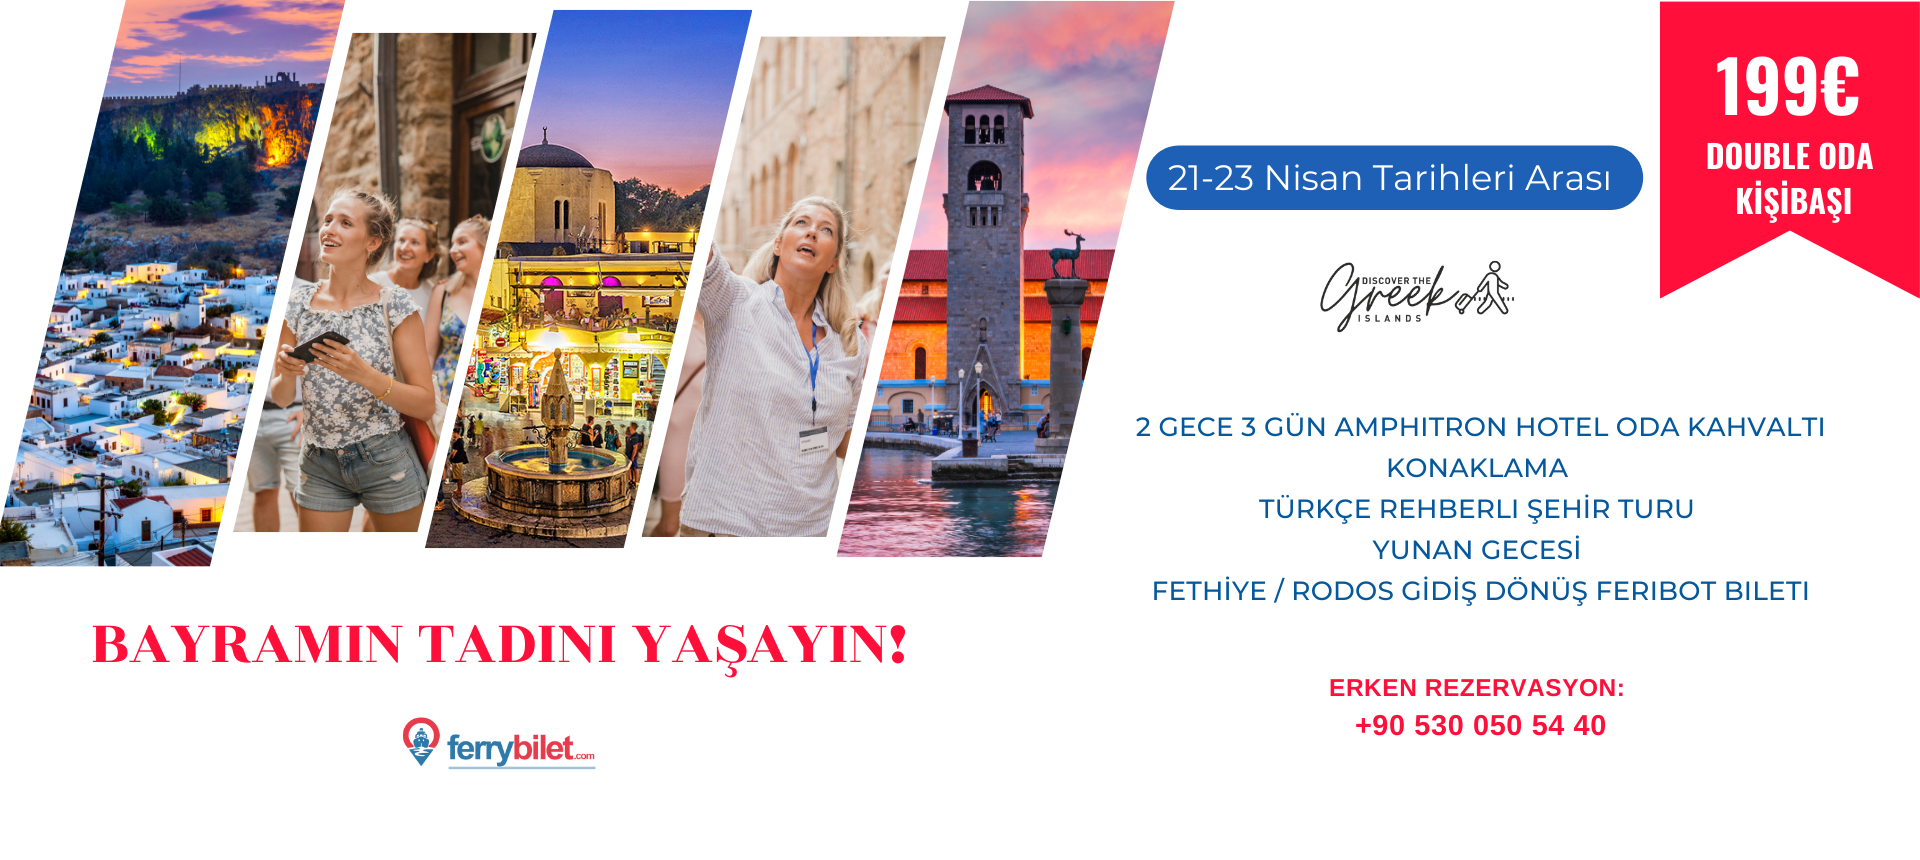 199€
DOUBLE ODA
KİŞİBAŞI
21-23 Nisan Tarihleri Arası
DISCOVER THE
Greek
ISLANDS
2 GECE 3 GÜN AMPHITRON HOTEL ODA KAHVALTI
KONAKLAMA
TÜRKÇE REHBERLI ŞEHİR TURU
YUNAN GECESİ
FETHİYE / RODOS GİDİŞ DÖNÜŞ FERIBOT BILETI
BAYRAMIN TADINI YAŞAYIN!
ERKEN REZERVASYON:
+90 530 050 54 40
ferrybilet.com